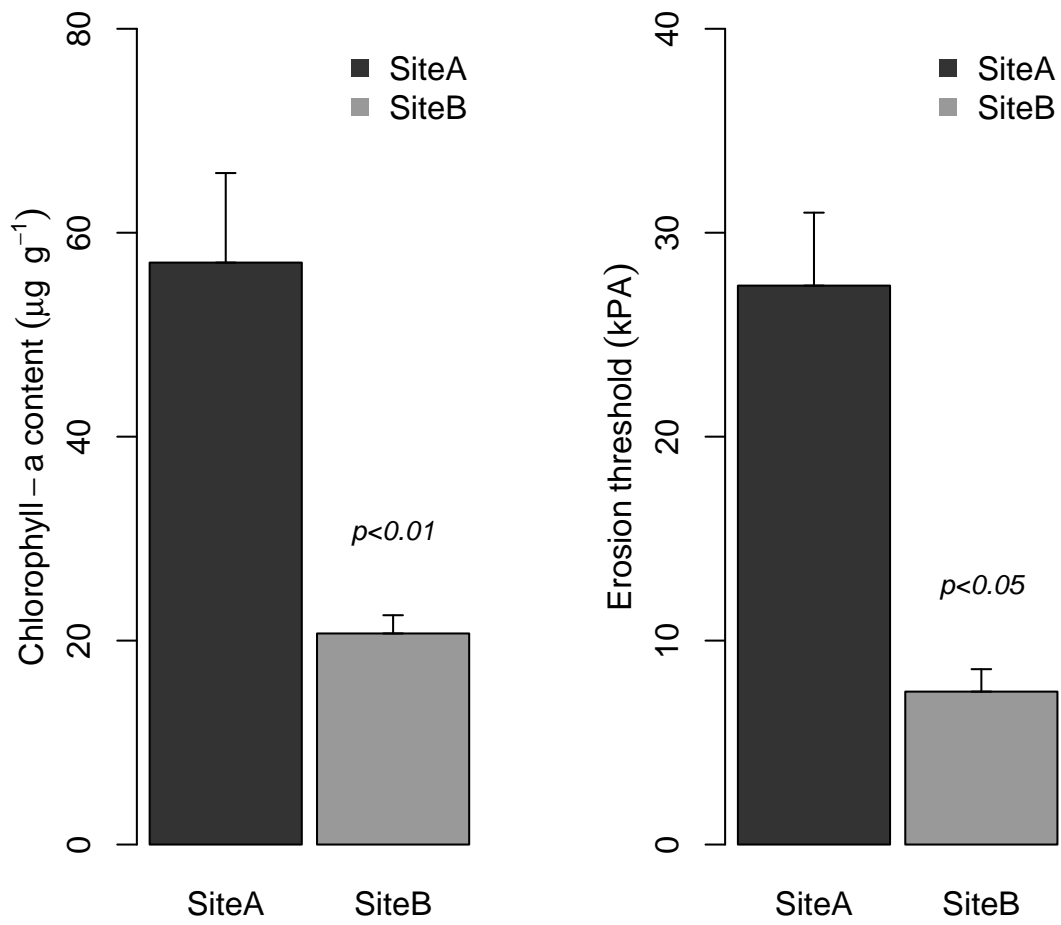 Chlorophyll − a content (μg g⁻¹)
80
60
40
20
0
SiteA
SiteB
p<0.01
SiteA SiteB
Erosion threshold (kPA)
40
30
20
10
0
SiteA
SiteB
p<0.05
SiteA SiteB